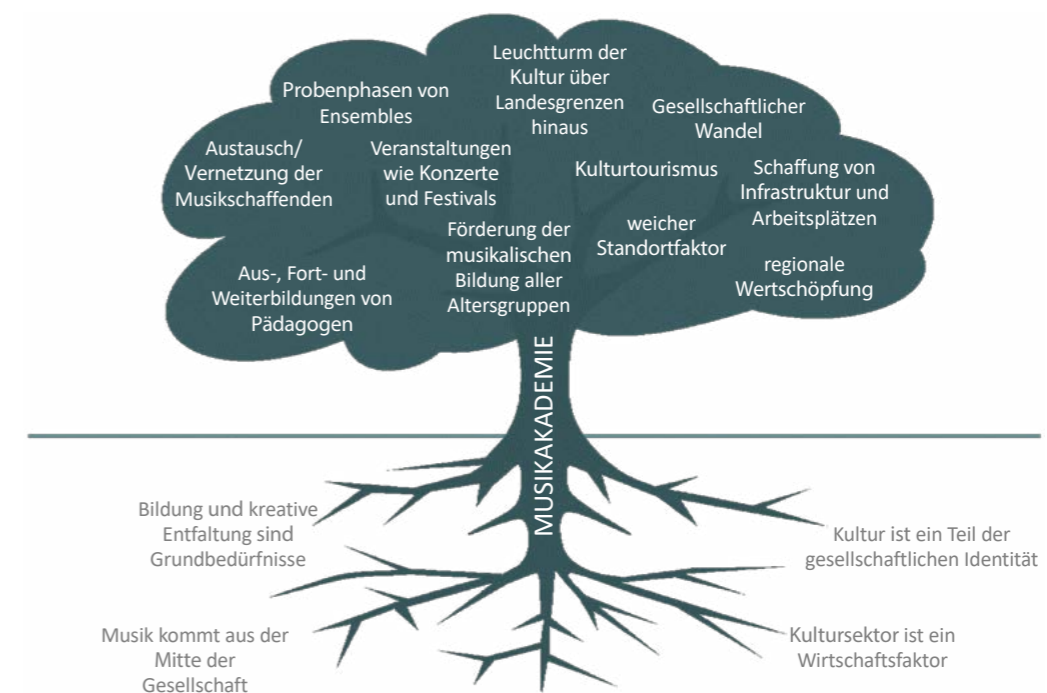 Leuchtturm der
Kultur über
Landesgrenzen
hinaus
Probenphasen von
Ensembles
Gesellschaftlicher
Wandel
Austausch/
Vernetzung der
Musikschaffenden
Veranstaltungen
wie Konzerte
und Festivals
Kulturtourismus
Schaffung von
Infrastruktur und
Arbeitsplätzen
Förderung der
musikalischen
Bildung aller
Altersgruppen
weicher
Standortfaktor
Aus-, Fort- und
Weiterbildungen von
Pädagogen
regionale
Wertschöpfung
MUSIKAKADEMIE
Bildung und kreative
Entfaltung sind
Grundbedürfnisse
Kultur ist ein Teil der
gesellschaftlichen Identität
Musik kommt aus der
Mitte der
Gesellschaft
Kultursektor ist ein
Wirtschaftsfaktor